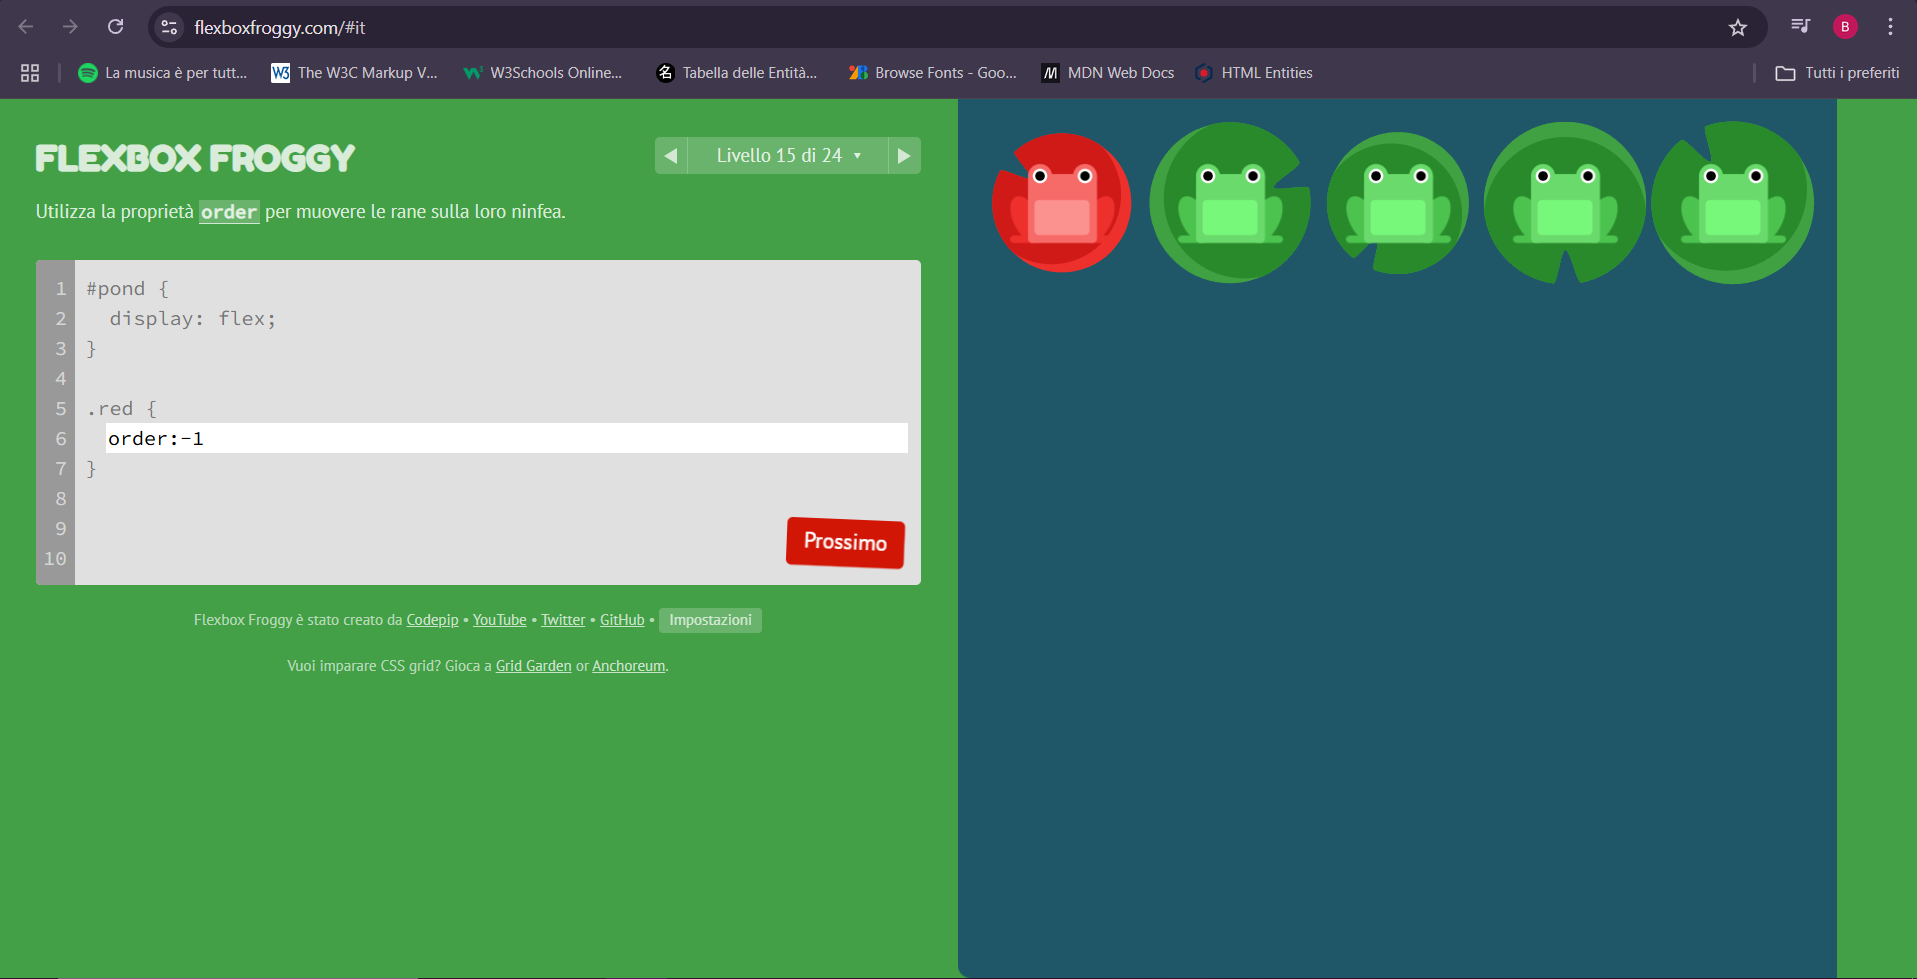 flexboxfroggy.com/#it
B
La musica è per tutt...
The W3C Markup V...
W3Schools Online...
Tabella delle Entità...
Browse Fonts - Goo...
MDN Web Docs
HTML Entities
Tutti i preferiti
FLEXBOX FROGGY
Livello 15 di 24
Utilizza la proprietà order per muovere le rane sulla loro ninfea.
1 #pond {
2 display: flex;
3 }
4
5 .red {
6 order:-1
7 }
8
9
10
Prossimo
Flexbox Froggy è stato creato da Codepip • YouTube • Twitter • GitHub • Impostazioni
Vuoi imparare CSS grid? Gioca a Grid Garden or Anchoreum.